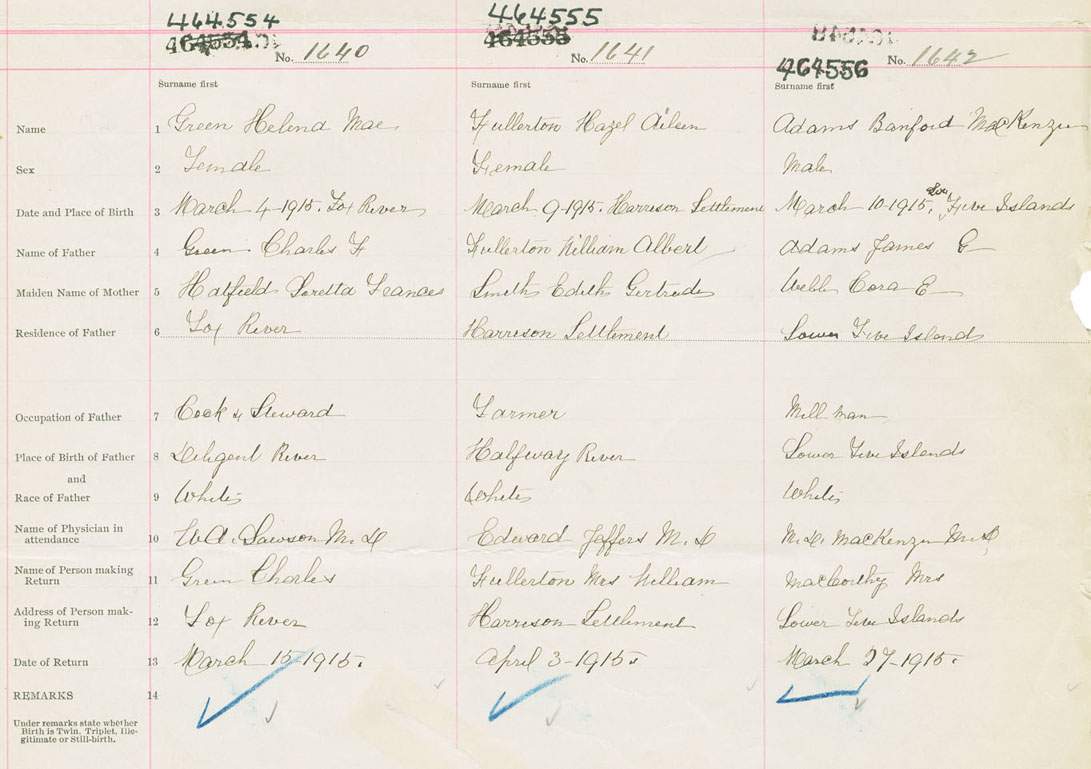 464554 464555
464554 464555
No. 1640 No. 1641 464556 No. 1642
Surname first Surname first Surname first
Name 1 Green Helena Mae Fullerton Hazel Aileen Adams Banford MacKenzie
Sex 2 Female Female Male
Date and Place of Birth 3 March 4-1915. Fox River March 9-1915. Harrison Settlement March 10-1915. Low Five Islands
Name of Father 4 Green Charles F Fullerton William Albert Adams James E
Maiden Name of Mother 5 Hatfield Loretta Frances Smith Edith Gertrude Webb Cora E
Residence of Father 6 Fox River Harrison Settlement Lower Five Islands
Occupation of Father 7 Cook & Steward Farmer Mill man
Place of Birth of Father 8 Diligent River Halfway River Lower Five Islands
and
Race of Father 9 White White White
Name of Physician in
attendance 10 M.D. Edward Jeffers M.D M.D. MacKenzie M.D.
Name of Person making
Return 11 Green Charles Fullerton Mrs William Mrs
Address of Person mak-
ing Return 12 Fox River Harrison Settlement Lower Five Islands
Date of Return 13 March 15-1915. April 3-1915. March 27-1915.
REMARKS 14
Under remarks state whether
Birth is Twin, Triplet, Ille-
gitimate or Still-birth.